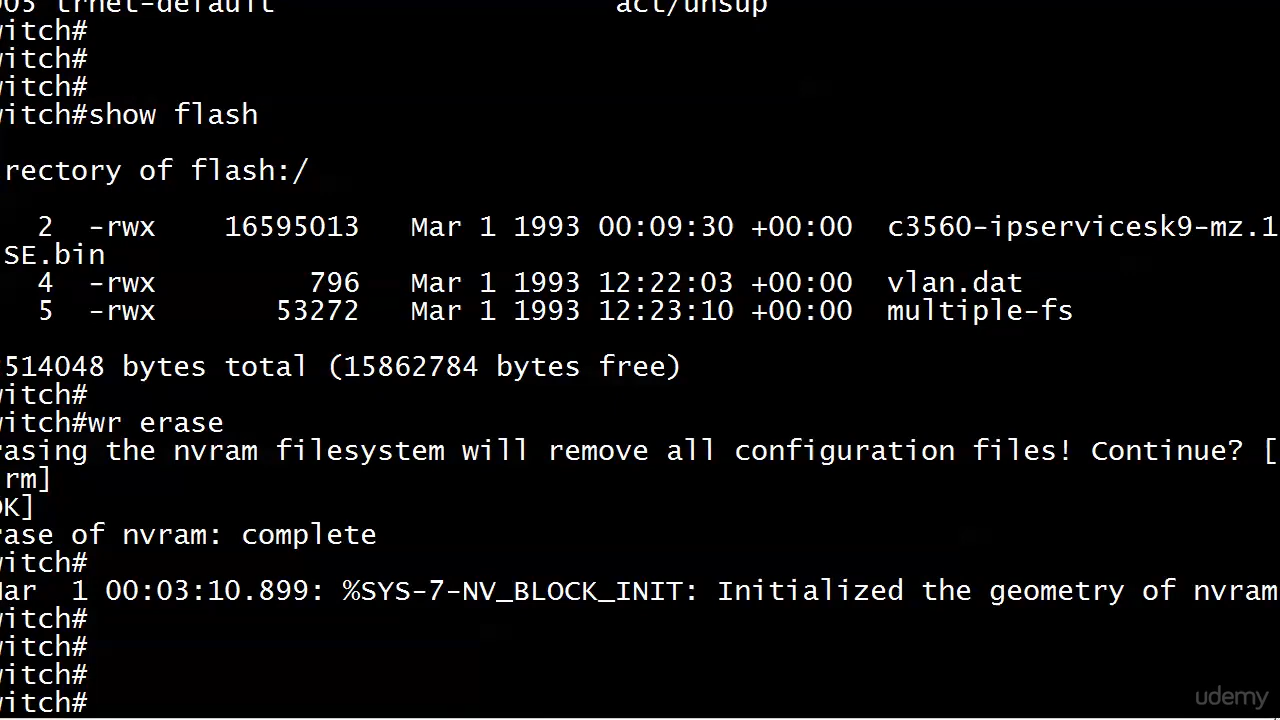 003 trnet-default act/unsup
witch#
witch#
witch#
witch#show flash
rectory of flash:/
2 -rwx 16595013 Mar 1 1993 00:09:30 +00:00 c3560-ipservicesk9-mz.1
SE.bin
4 -rwx 796 Mar 1 1993 12:22:03 +00:00 vlan.dat
5 -rwx 53272 Mar 1 1993 12:23:10 +00:00 multiple-fs
514048 bytes total (15862784 bytes free)
witch#
witch#wr erase
rasing the nvram filesystem will remove all configuration files! Continue? [
rm]
OK]
rase of nvram: complete
witch#
Mar 1 00:03:10.899: %SYS-7-NV_BLOCK_INIT: Initialized the geometry of nvram
witch#
witch#
witch#
witch#
udemy